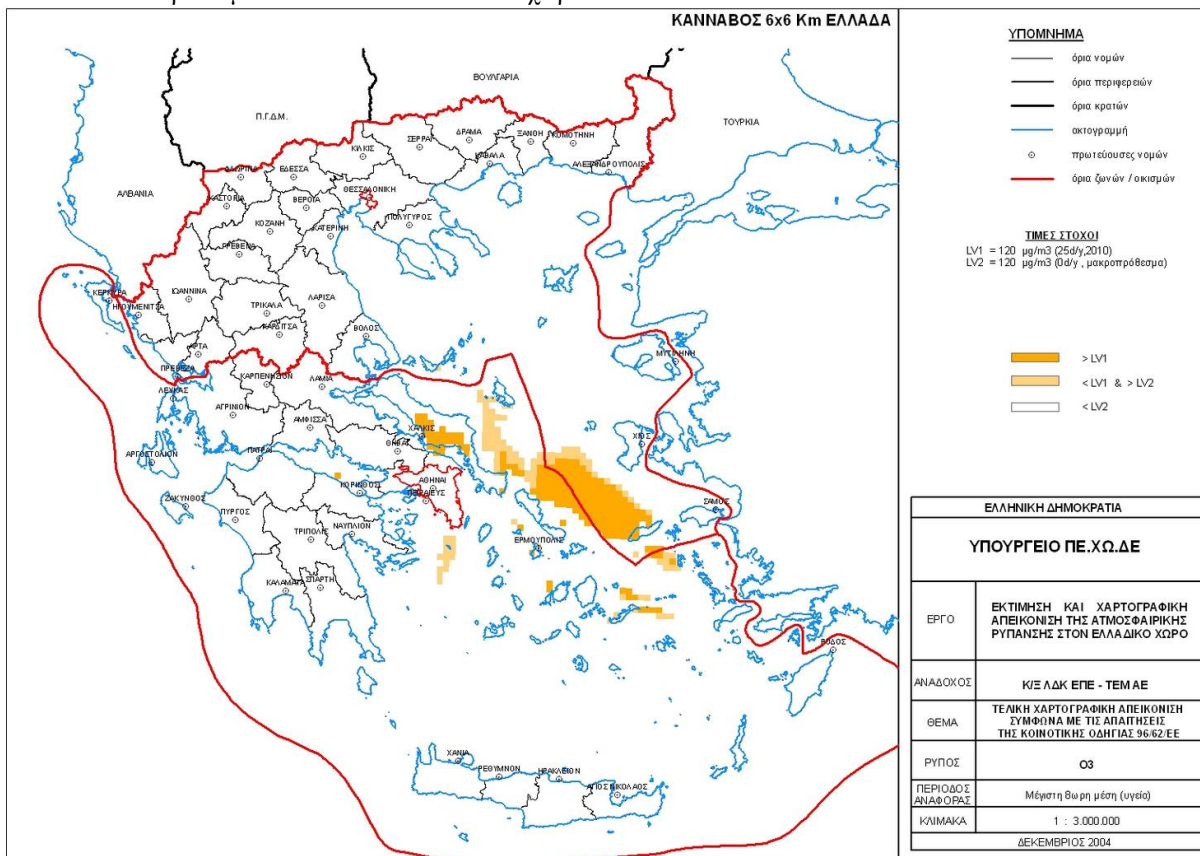 ΚΑΝΝΑΒΟΣ 6x6 Km ΕΛΛΑΔΑ
ΒΟΥΛΓΑΡΙΑ
Π.Γ.Δ.Μ.
ΤΟΥΡΚΙΑ
ΑΛΒΑΝΙΑ
ΔΡΑΜΑ
ΞΑΝΘΗ
ΚΟΜΟΤΗΝΗ
ΣΕΡΡΑΙ
ΚΙΛΚΙΣ
ΚΑΒΑΛΑ
ΑΛΕΞΑΝΔΡΟΥΠΟΛΙΣ
ΦΛΩΡΙΝΑ
ΕΔΕΣΣΑ
ΘΕΣΣΑΛΟΝΙΚΗ
ΚΑΣΤΟΡΙΑ
ΒΕΡΟΙΑ
ΠΟΛΥΓΥΡΟΣ
ΚΟΖΑΝΗ
ΚΑΤΕΡΙΝΗ
ΓΡΕΒΕΝΑ
ΚΕΡΚΥΡΑ
ΙΩΑΝΝΙΝΑ
ΗΓΟΥΜΕΝΙΤΣΑ
ΛΑΡΙΣΑ
ΤΡΙΚΑΛΑ
ΚΑΡΔΙΤΣΑ
ΒΟΛΟΣ
ΑΡΤΑ
ΜΥΤΙΛΗΝΗ
ΠΡΕΒΕΖΑ
ΚΑΡΠΕΝΗΣΙΟΝ
ΛΑΜΙΑ
ΛΕΥΚΑΣ
ΑΓΡΙΝΙΟΝ
ΑΜΦΙΣΣΑ
ΧΑΛΚΙΣ
ΧΙΟΣ
ΘΗΒΑΙ
ΑΡΓΟΣΤΟΛΙΟΝ
ΠΑΤΡΑΙ
ΑΘΗΝΑΙ
ΚΟΡΙΝΘΟΣ
ΠΕΙΡΑΙΕΥΣ
ΖΑΚΥΝΘΟΣ
ΣΑΜΟΣ
ΠΥΡΓΟΣ
ΝΑΥΠΛΙΟΝ
ΤΡΙΠΟΛΙΣ
ΕΡΜΟΥΠΟΛΙΣ
ΚΑΛΑΜΑΤΑ
ΣΠΑΡΤΗ
ΡΟΔΟΣ
ΧΑΝΙΑ
ΡΕΘΥΜΝΟΝ
ΗΡΑΚΛΕΙΟΝ
ΑΓΙΟΣ ΝΙΚΟΛΑΟΣ
ΥΠΟΜΝΗΜΑ
όρια νομών
όρια περιφερειών
όρια κρατών
ακτογραμμή
πρωτεύουσες νομών
όρια ζωνών / οικισμών
ΤΙΜΕΣ ΣΤΟΧΟΙ
LV1 = 120 μg/m3 (25d/y,2010)
LV2 = 120 μg/m3 (0d/y , μακροπρόθεσμα)
> LV1
< LV1 & > LV2
< LV2
ΕΛΛΗΝΙΚΗ ΔΗΜΟΚΡΑΤΙΑ
ΥΠΟΥΡΓΕΙΟ ΠΕ.ΧΩ.ΔΕ
ΕΡΓΟ
ΕΚΤΙΜΗΣΗ ΚΑΙ ΧΑΡΤΟΓΡΑΦΙΚΗ
ΑΠΕΙΚΟΝΙΣΗ ΤΗΣ ΑΤΜΟΣΦΑΙΡΙΚΗΣ
ΡΥΠΑΝΣΗΣ ΣΤΟΝ ΕΛΛΑΔΙΚΟ ΧΩΡΟ
ΑΝΑΔΟΧΟΣ
Κ/Ξ ΛΔΚ ΕΠΕ - ΤΕΜ ΑΕ
ΘΕΜΑ
ΤΕΛΙΚΗ ΧΑΡΤΟΓΡΑΦΙΚΗ ΑΠΕΙΚΟΝΙΣΗ
ΣΥΜΦΩΝΑ ΜΕ ΤΙΣ ΑΠΑΙΤΗΣΕΙΣ
ΤΗΣ ΚΟΙΝΟΤΙΚΗΣ ΟΔΗΓΙΑΣ 96/62/ΕΕ
ΡΥΠΟΣ
O3
ΠΕΡΙΟΔΟΣ
ΑΝΑΦΟΡΑΣ
Μέγιστη 8ωρη μέση (υγεία)
ΚΛΙΜΑΚΑ
1 : 3.000.000
ΔΕΚΕΜΒΡΙΟΣ 2004